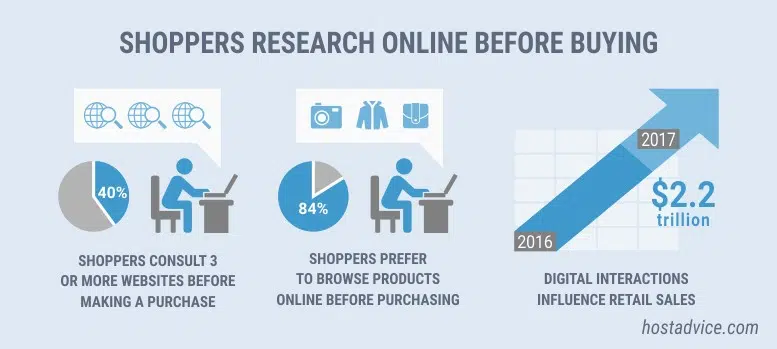 SHOPPERS RESEARCH ONLINE BEFORE BUYING
40%
SHOPPERS CONSULT 3
OR MORE WEBSITES BEFORE
MAKING A PURCHASE
84%
SHOPPERS PREFER
TO BROWSE PRODUCTS
ONLINE BEFORE PURCHASING
2017
$2.2
trillion
2016
DIGITAL INTERACTIONS
INFLUENCE RETAIL SALES
hostadvice.com